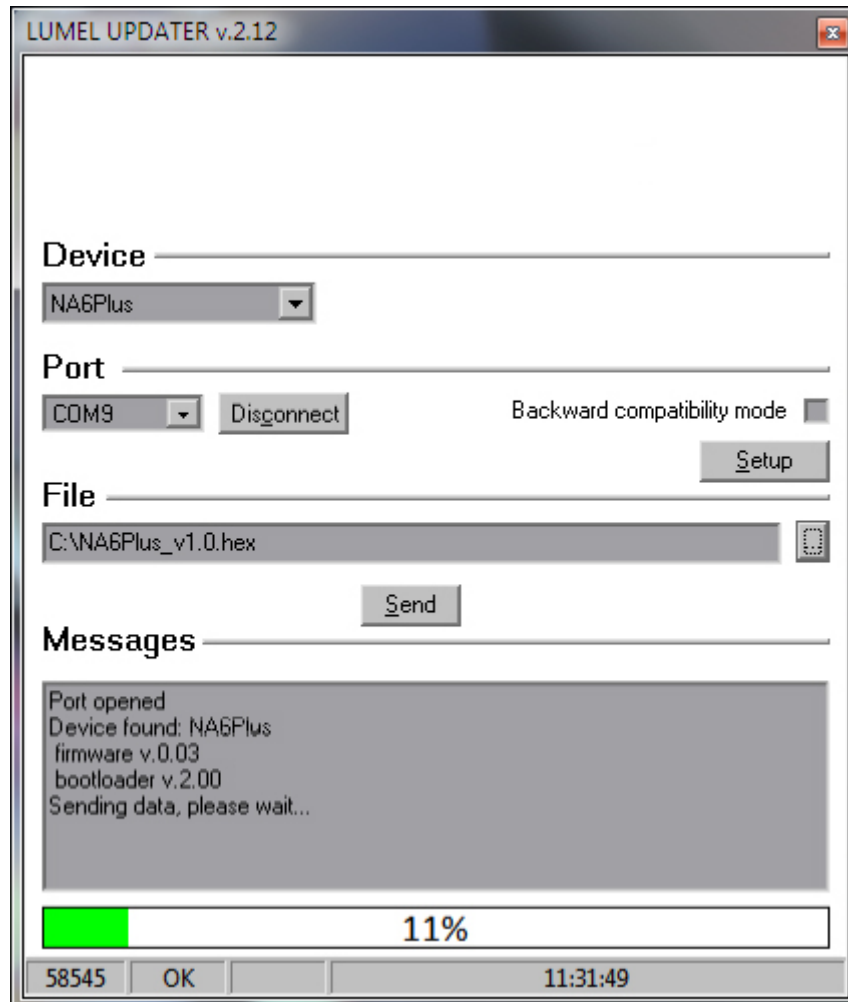 LUMEL UPDATER v.2.12
Device
NA6Plus
Port
COM9 Disconnect Backward compatibility mode
Setup
File
C:\NA6Plus_v1.0.hex
Send
Messages
Port opened
Device found: NA6Plus
firmware v.0.03
bootloader v.2.00
Sending data, please wait...
11%
58545 OK 11:31:49